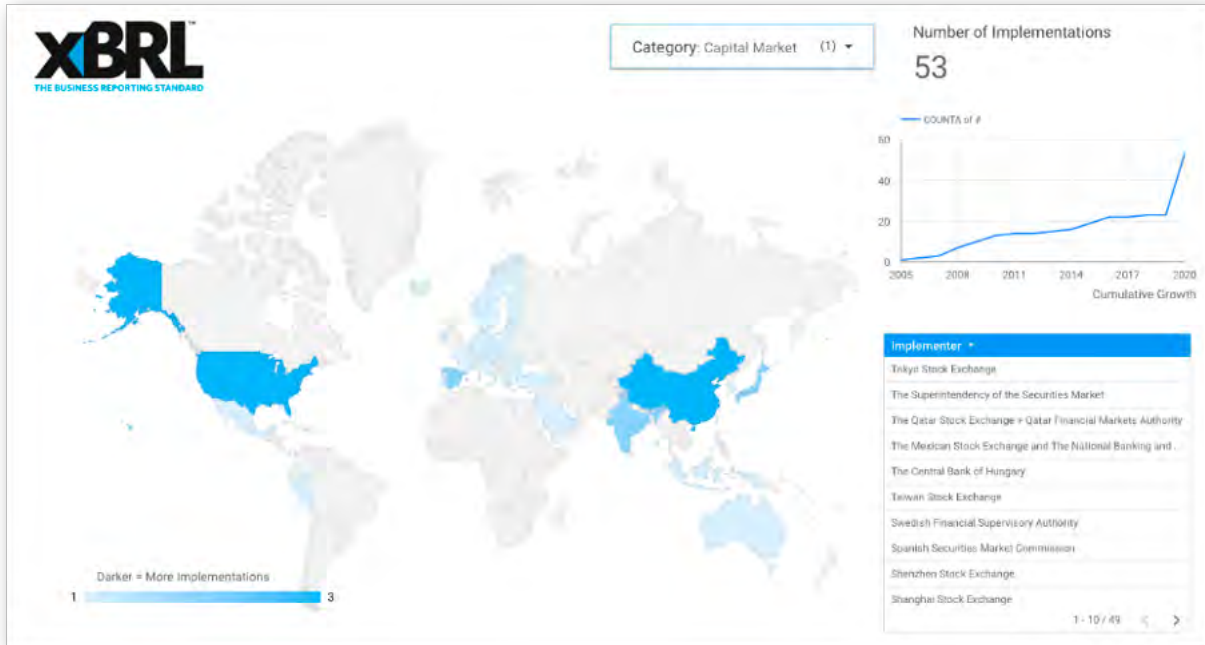 XBRL™
THE BUSINESS REPORTING STANDARD
Category: Capital Market (1)
Number of Implementations
53
COUNTA of #
60
40
20
0
2005 2008 2011 2014 2017 2020
Cumulative Growth
Implementer
Tokyo Stock Exchange
The Superintendency of the Securities Market
The Qatar Stock Exchange + Qatar Financial Markets Authority
The Mexican Stock Exchange and The National Banking and ...
The Central Bank of Hungary
Taiwan Stock Exchange
Swedish Financial Supervisory Authority
Spanish Securities Market Commission
Shenzhen Stock Exchange
Shanghai Stock Exchange
1 - 10 / 49
Darker = More Implementations
1 3